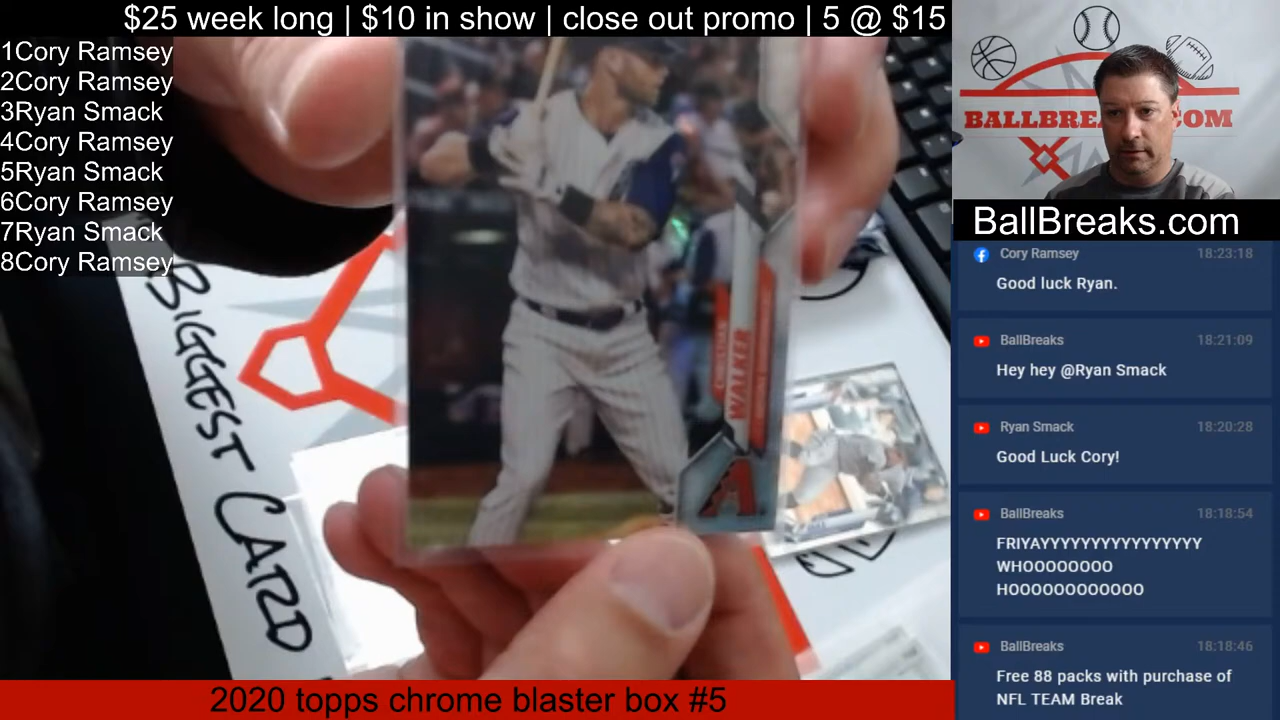 $25 week long | $10 in show | close out promo | 5 @ $15
1Cory Ramsey
2Cory Ramsey
3Ryan Smack
4Cory Ramsey
5Ryan Smack
6Cory Ramsey
7Ryan Smack
8Cory Ramsey
BIGGEST CARD
CHRISTIAN
WALKER
A
2020 topps chrome blaster box #5
BALLBREAKS.COM
BallBreaks.com
Cory Ramsey 18:23:18
Good luck Ryan.
BallBreaks 18:21:09
Hey hey @Ryan Smack
Ryan Smack 18:20:28
Good Luck Cory!
BallBreaks 18:18:54
FRIYAYYYYYYYYYYYYYYYY
WHOOOOOOOO
HOOOOOOOOOOOO
BallBreaks 18:18:46
Free 88 packs with purchase of
NFL TEAM Break